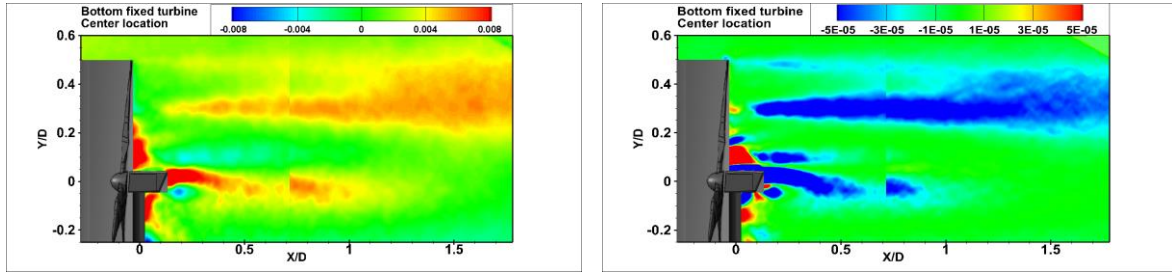 Bottom fixed turbine
Center location
-0.008 -0.004 0 0.004 0.008
0.6
0.4
0.2
0
-0.2
Y/D
0 0.5 1 1.5
X/D
Bottom fixed turbine
Center location
-5E-05 -3E-05 -1E-05 1E-05 3E-05 5E-05
0.6
0.4
0.2
0
-0.2
Y/D
0 0.5 1 1.5
X/D